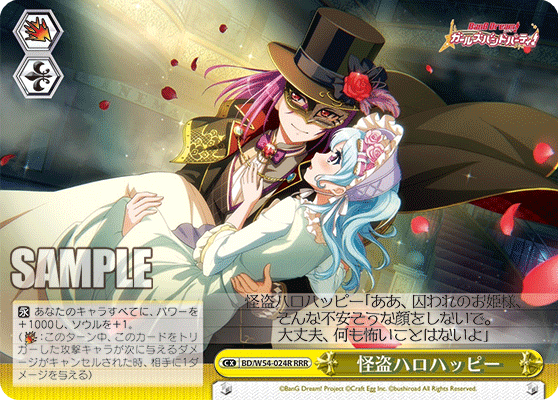 BanG Dream!
ガールズバンドパーティ!
SAMPLE
怪盗ハロハッピー「ああ、囚われのお姫様、
そんな不安そうな顔をしないで。
大丈夫、何も怖いことはないよ」
永 あなたのキャラすべてに、パワーを
+1000し、ソウルを+1。
(　:このターン中、このカードをトリ
ガーした攻撃キャラが次に与えるダメ
ージがキャンセルされた時、相手に1ダ
メージを与える)
CX BD/W54-024R RRR
怪盗ハロハッピー
©BanG Dream! Project ©Craft Egg Inc. ©bushiroad All Rights Reserved.